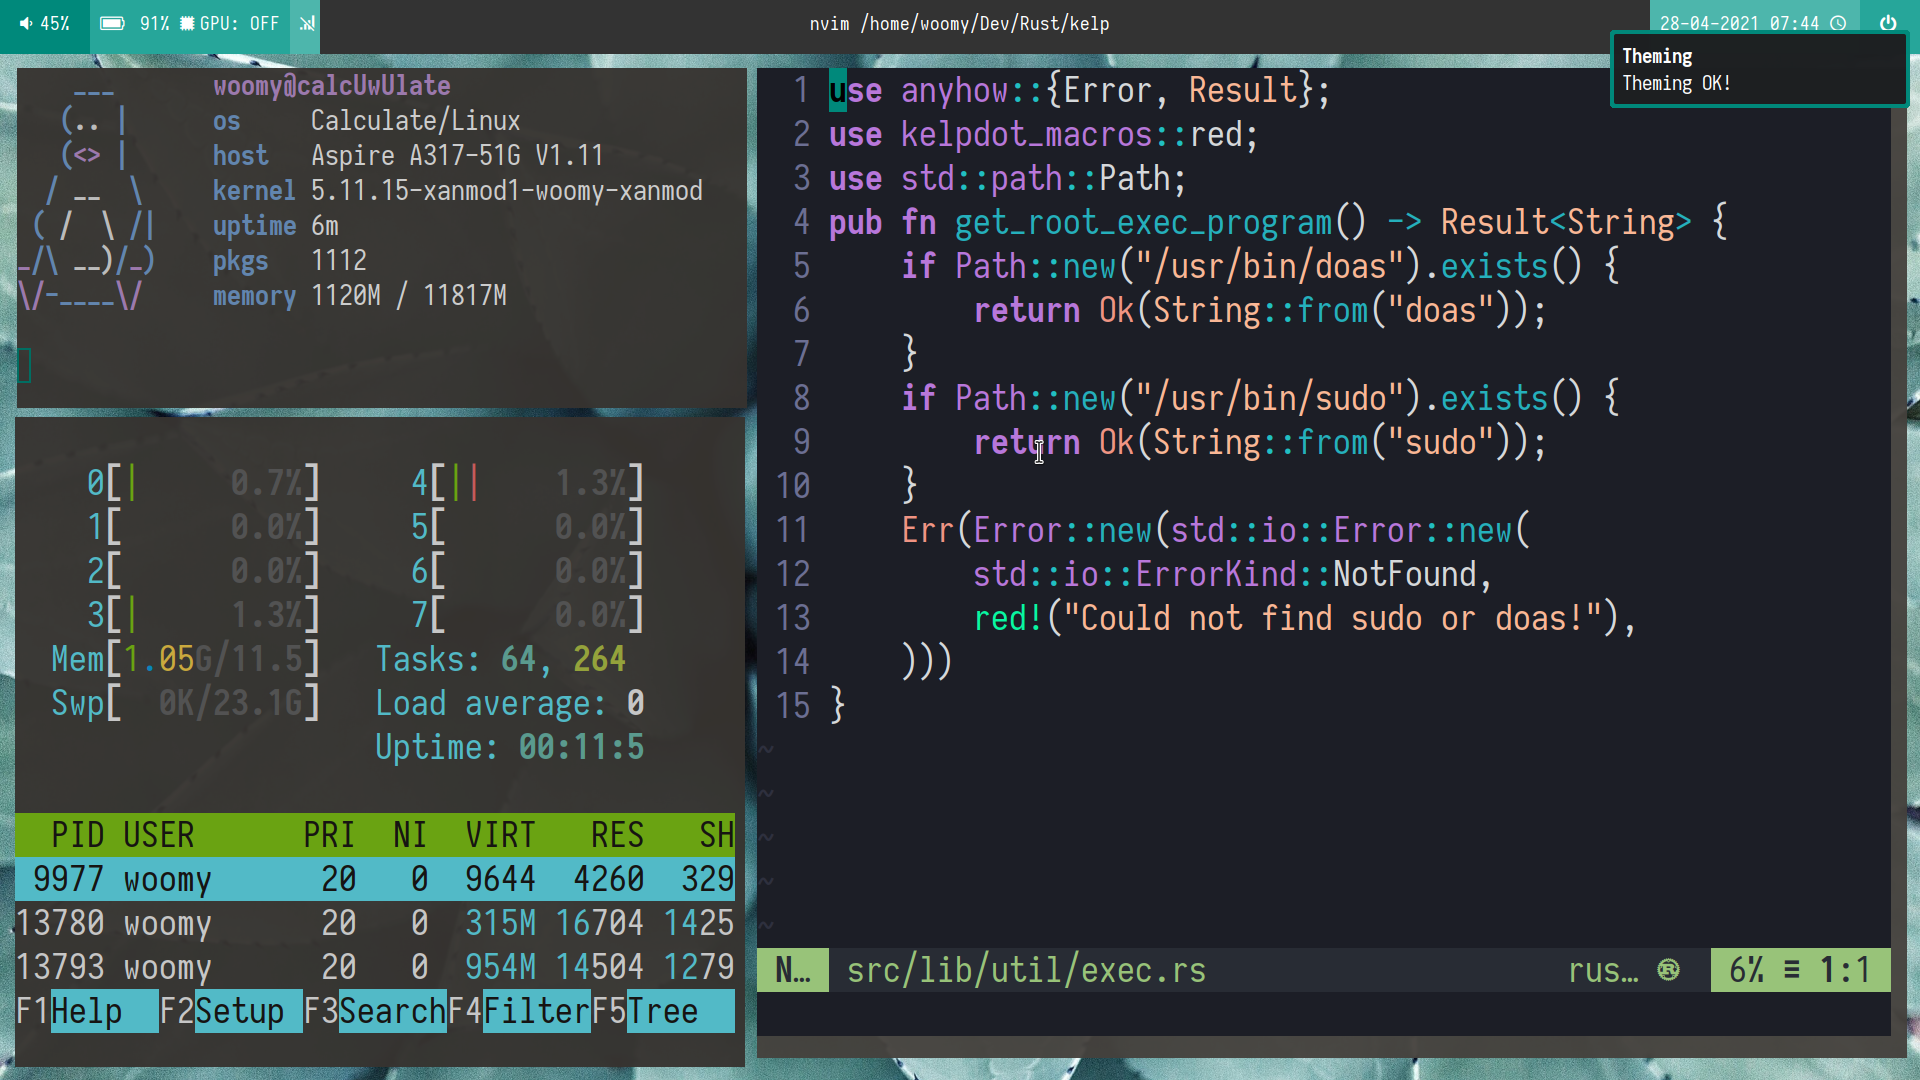 45% 91% GPU: OFF
nvim /home/woomy/Dev/Rust/kelp
28-04-2021 07:44
Theming
Theming OK!
woomy@calcUwUlate
os Calculate/Linux
host Aspire A317-51G V1.11
kernel 5.11.15-xanmod1-woomy-xanmod
uptime 6m
pkgs 1112
memory 1120M / 11817M
0[| 0.7%] 4[|| 1.3%]
1[ 0.0%] 5[ 0.0%]
2[ 0.0%] 6[ 0.0%]
3[| 1.3%] 7[ 0.0%]
Mem[1.05G/11.5] Tasks: 64, 264
Swp[ 0K/23.1G] Load average: 0
Uptime: 00:11:5
PID USER PRI NI VIRT RES SH
9977 woomy 20 0 9644 4260 329
13780 woomy 20 0 315M 16704 1425
13793 woomy 20 0 954M 14504 1279
F1Help F2Setup F3SearchF4FilterF5Tree
1 use anyhow::{Error, Result};
2 use kelpdot_macros::red;
3 use std::path::Path;
4 pub fn get_root_exec_program() -> Result<String> {
5     if Path::new("/usr/bin/doas").exists() {
6         return Ok(String::from("doas"));
7     }
8     if Path::new("/usr/bin/sudo").exists() {
9         return Ok(String::from("sudo"));
10     }
11     Err(Error::new(std::io::Error::new(
12         std::io::ErrorKind::NotFound,
13         red!("Could not find sudo or doas!"),
14     )))
15 }
~
~
~
~
~
N… src/lib/util/exec.rs rus… 6% ≡ 1:1